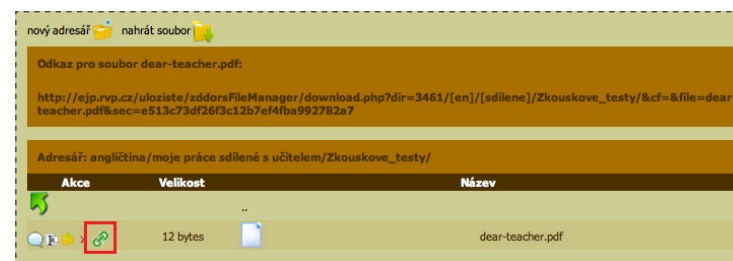 nový adresář nahrát soubor
Odkaz pro soubor dear-teacher.pdf:
http://ejp.rvp.cz/uloziste/zddorsFileManager/download.php?dir=3461/[en]/[sdilene]/Zkouskove_testy/&cf=&file=dear-
teacher.pdf&sec=e513c73df26f3c12b7ef4fba992782a7
Adresář: angličtina/moje práce sdílené s učitelem/Zkouskove_testy/
Akce Velikost Název
..
12 bytes dear-teacher.pdf